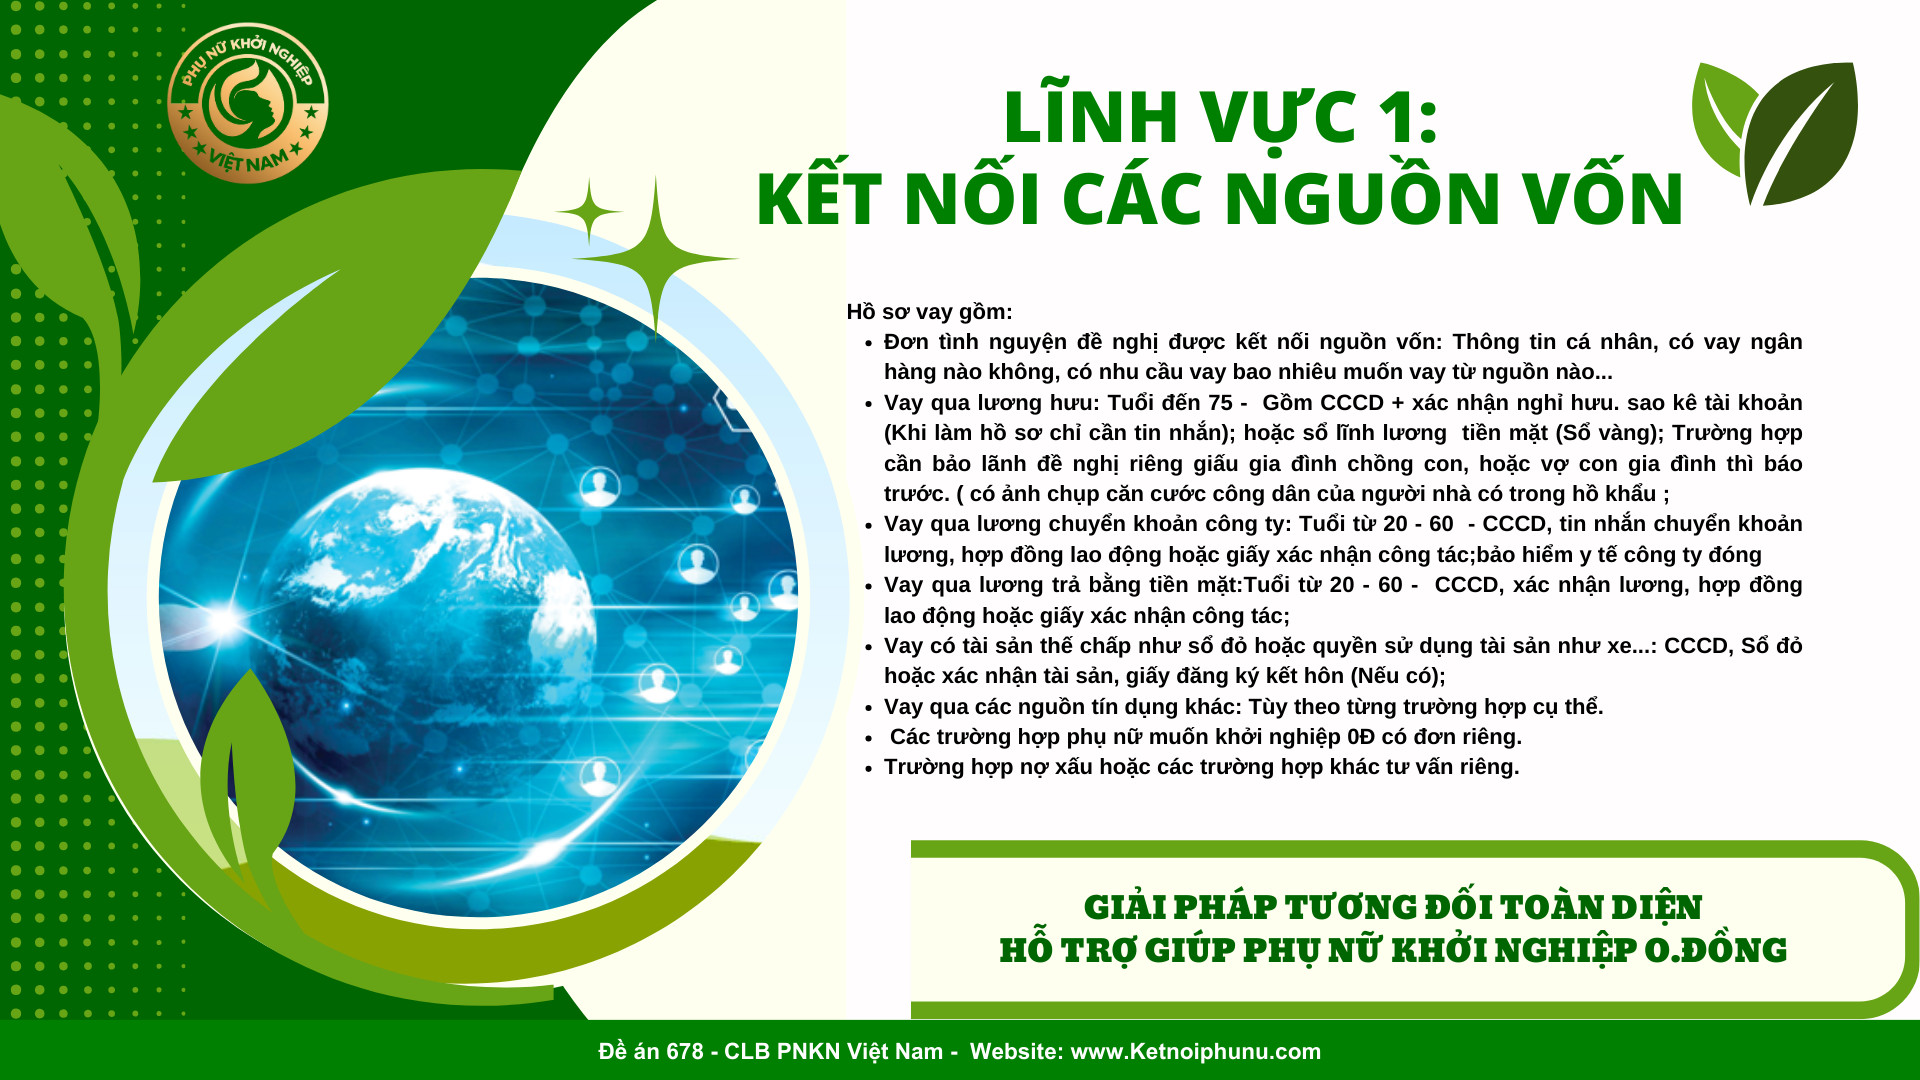 PHỤ NỮ KHỞI NGHIỆP
VIỆT NAM
LĨNH VỰC 1:
KẾT NỐI CÁC NGUỒN VỐN
Hồ sơ vay gồm:
• Đơn tình nguyện đề nghị được kết nối nguồn vốn: Thông tin cá nhân, có vay ngân
hàng nào không, có nhu cầu vay bao nhiêu muốn vay từ nguồn nào...
• Vay qua lương hưu: Tuổi đến 75 - Gồm CCCD + xác nhận nghỉ hưu. sao kê tài khoản
(Khi làm hồ sơ chỉ cần tin nhắn); hoặc sổ lĩnh lương tiền mặt (Sổ vàng); Trường hợp
cần bảo lãnh đề nghị riêng giấu gia đình chồng con, hoặc vợ con gia đình thì báo
trước. ( có ảnh chụp căn cước công dân của người nhà có trong hồ khẩu ;
• Vay qua lương chuyển khoản công ty: Tuổi từ 20 - 60 - CCCD, tin nhắn chuyển khoản
lương, hợp đồng lao động hoặc giấy xác nhận công tác;bảo hiểm y tế công ty đóng
• Vay qua lương trả bằng tiền mặt:Tuổi từ 20 - 60 - CCCD, xác nhận lương, hợp đồng
lao động hoặc giấy xác nhận công tác;
• Vay có tài sản thế chấp như sổ đỏ hoặc quyền sử dụng tài sản như xe...: CCCD, Sổ đỏ
hoặc xác nhận tài sản, giấy đăng ký kết hôn (Nếu có);
• Vay qua các nguồn tín dụng khác: Tùy theo từng trường hợp cụ thể.
• Các trường hợp phụ nữ muốn khởi nghiệp 0Đ có đơn riêng.
• Trường hợp nợ xấu hoặc các trường hợp khác tư vấn riêng.
GIẢI PHÁP TƯƠNG ĐỐI TOÀN DIỆN
HỖ TRỢ GIÚP PHỤ NỮ KHỞI NGHIỆP O.ĐỒNG
Đề án 678 - CLB PNKN Việt Nam - Website: www.Ketnoiphunu.com